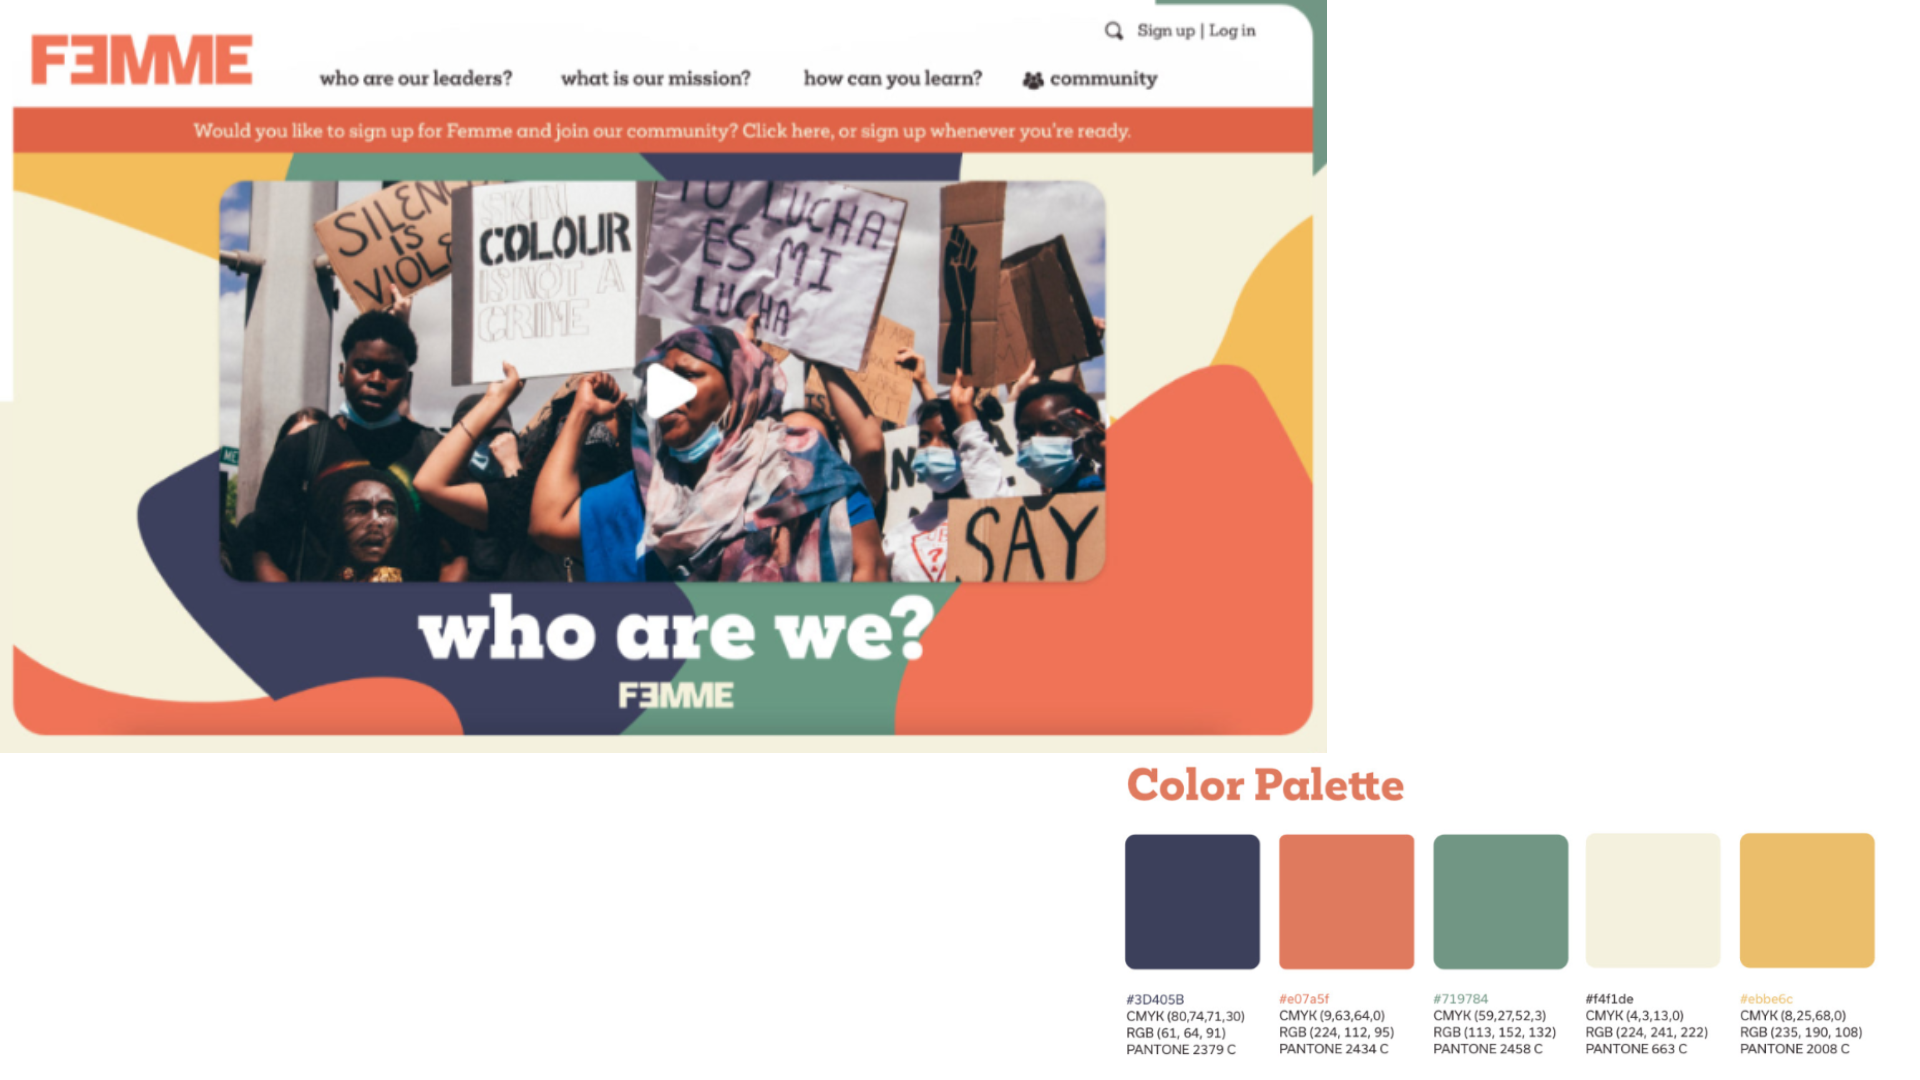 FEMME
Sign up | Log in
who are our leaders?
what is our mission?
how can you learn?
community
Would you like to sign up for Femme and join our community? Click here, or sign up whenever you're ready.
SILEN
IS
VIOL
SKIN
COLOUR
IS NOT A
CRIME
TU LUCHA
ES MI
LUCHA
SAY
who are we?
FEMME
Color Palette
#3D405B
CMYK (80,74,71,30)
RGB (61, 64, 91)
PANTONE 2379 C
#e07a5f
CMYK (9,63,64,0)
RGB (224, 112, 95)
PANTONE 2434 C
#719784
CMYK (59,27,52,3)
RGB (113, 152, 132)
PANTONE 2458 C
#f4f1de
CMYK (4,3,13,0)
RGB (224, 241, 222)
PANTONE 663 C
#ebbe6c
CMYK (8,25,68,0)
RGB (235, 190, 108)
PANTONE 2008 C